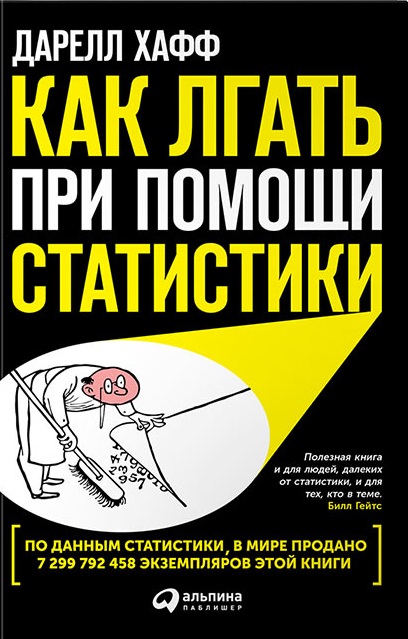 ДАРЕЛЛ ХАФФ
КАК ЛГАТЬ
ПРИ ПОМОЩИ
СТАТИСТИКИ
Полезная книга
и для людей, далеких
от статистики, и для
тех, кто в теме.
Билл Гейтс
ПО ДАННЫМ СТАТИСТИКИ, В МИРЕ ПРОДАНО
7 299 792 458 ЭКЗЕМПЛЯРОВ ЭТОЙ КНИГИ
альпина
ПАБЛИШЕР